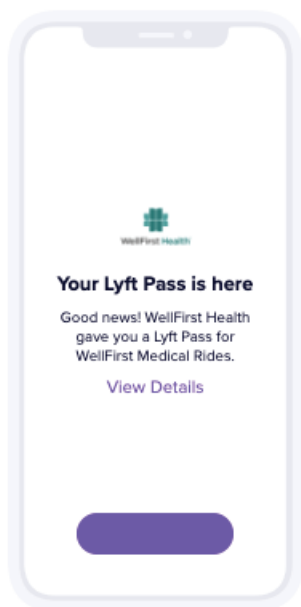 WellFirst Health
Your Lyft Pass is here
Good news! WellFirst Health
gave you a Lyft Pass for
WellFirst Medical Rides.
View Details